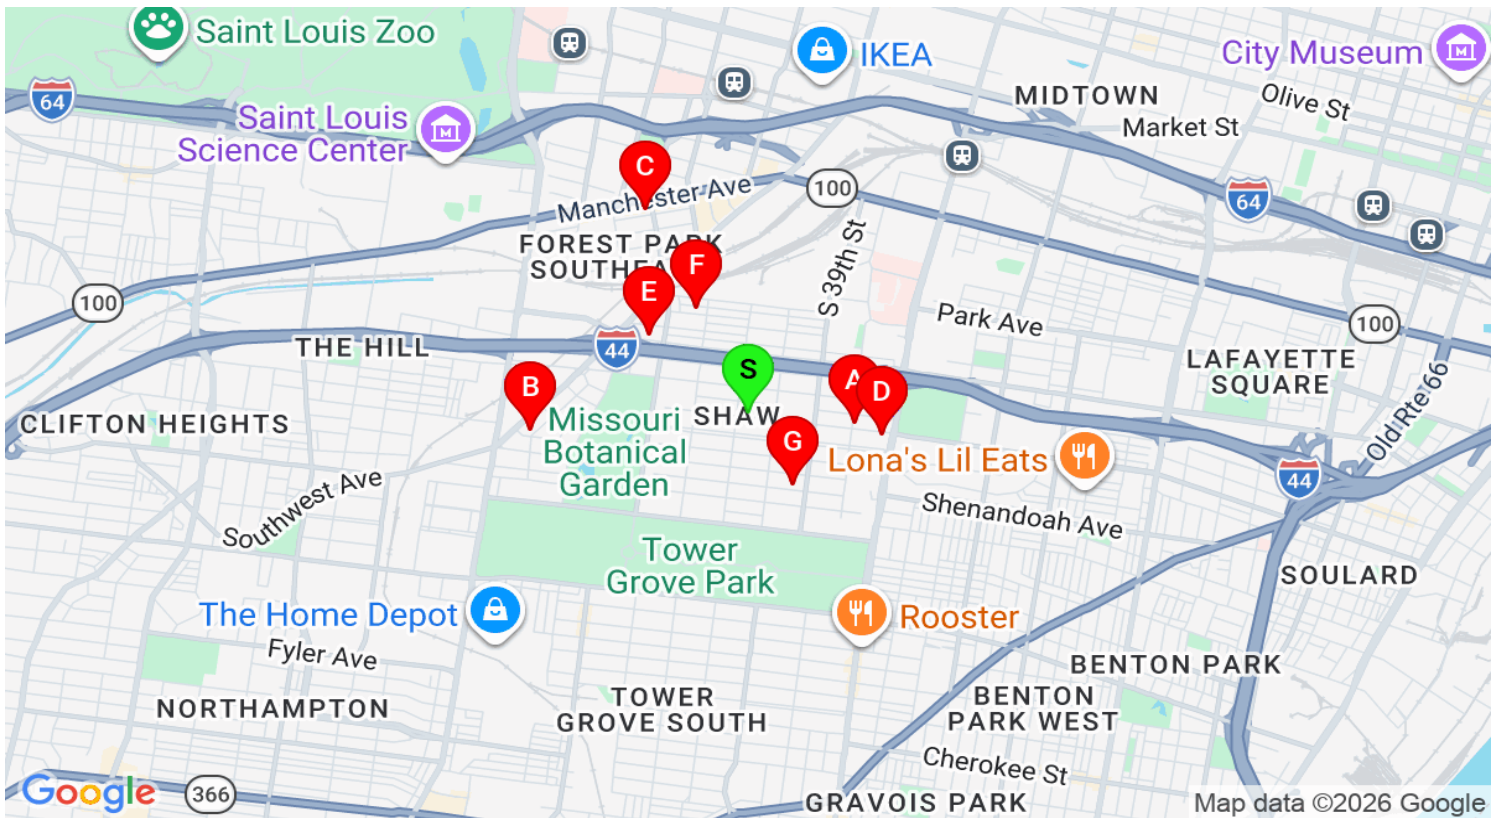 Saint Louis Zoo
IKEA
City Museum
64
MIDTOWN
Olive St
Market St
Saint Louis
Science Center
C
Manchester Ave
100
64
FOREST PARK
F
E
S 39th St
100
Park Ave
100
44
THE HILL
S
LAFAYETTE
SQUARE
B
A
D
Old Rte 66
CLIFTON HEIGHTS
Missouri
Botanical
Garden
SHAW
G
Lona's Lil Eats
44
Southwest Ave
Shenandoah Ave
Tower
Grove Park
SOULARD
The Home Depot
Rooster
Fyler Ave
BENTON PARK
NORTHAMPTON
TOWER
GROVE SOUTH
BENTON
PARK WEST
Cherokee St
Google
366
GRAVOIS PARK
Map data ©2026 Google